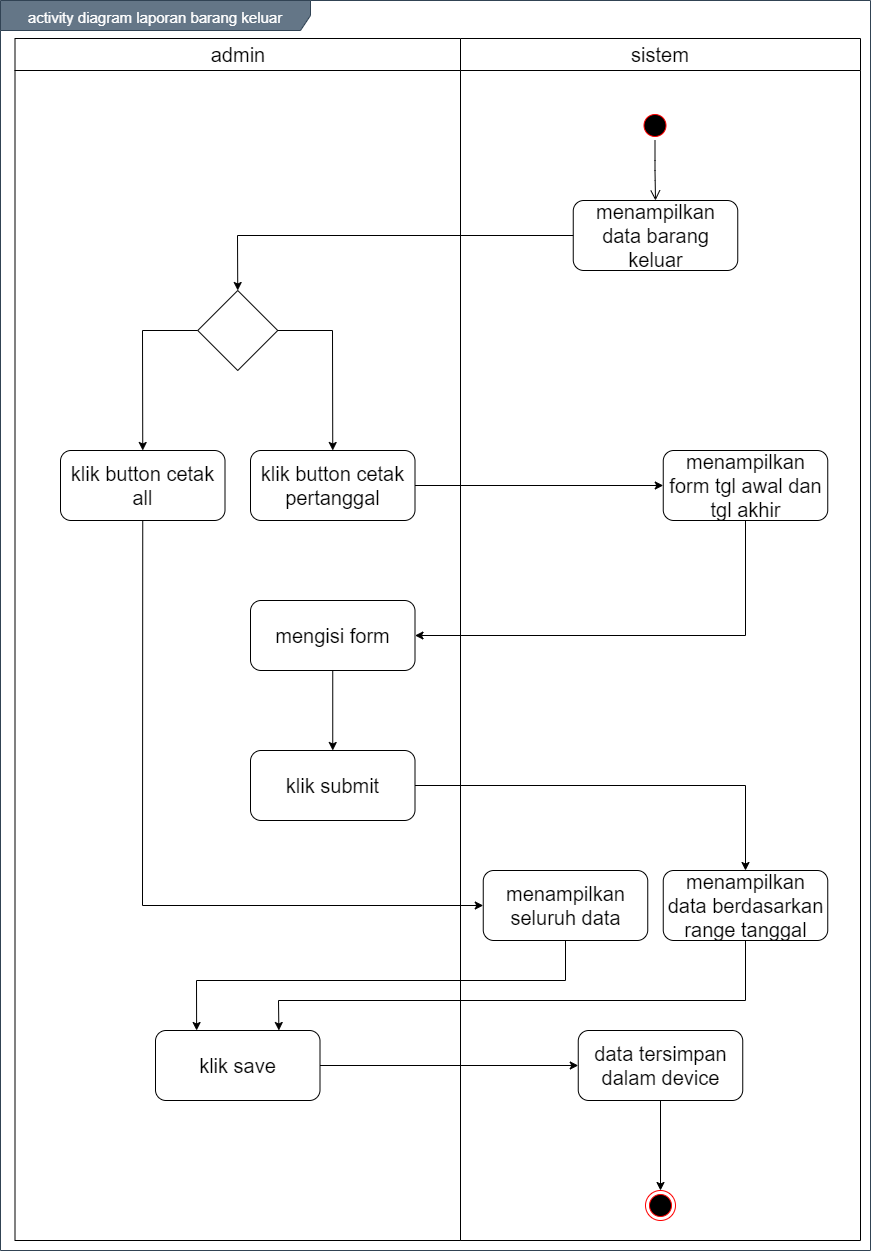 activity diagram laporan barang keluar
admin
sistem
menampilkan
data barang
keluar
klik button cetak
all
klik button cetak
pertanggal
menampilkan
form tgl awal dan
tgl akhir
mengisi form
klik submit
menampilkan
seluruh data
menampilkan
data berdasarkan
range tanggal
klik save
data tersimpan
dalam device